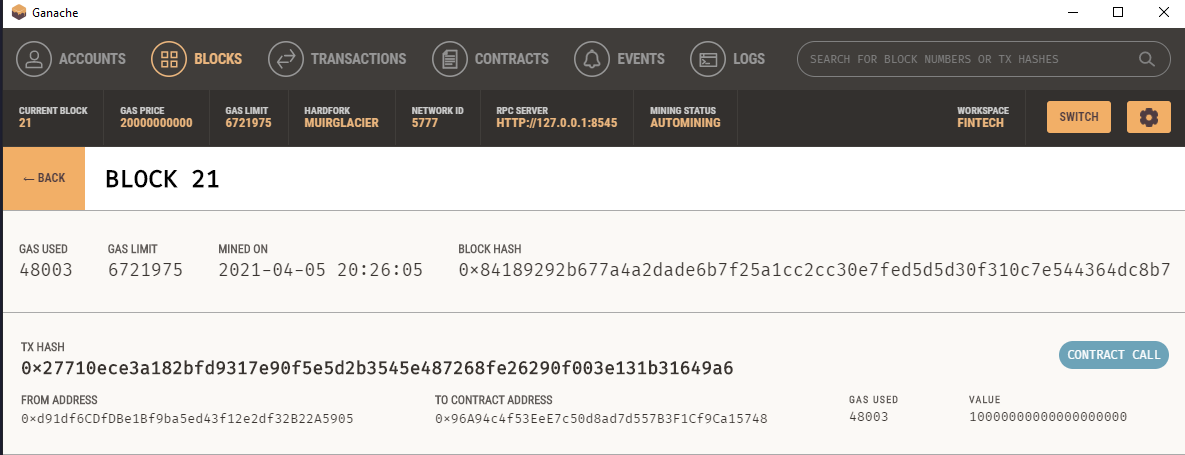 Ganache
ACCOUNTS BLOCKS TRANSACTIONS CONTRACTS EVENTS LOGS SEARCH FOR BLOCK NUMBERS OR TX HASHES
CURRENT BLOCK GAS PRICE GAS LIMIT HARDFORK NETWORK ID RPC SERVER MINING STATUS WORKSPACE
21 20000000000 6721975 MUIRGLACIER 5777 HTTP://127.0.0.1:8545 AUTOMINING FINTECH SWITCH
← BACK BLOCK 21
GAS USED GAS LIMIT MINED ON BLOCK HASH
48003 6721975 2021-04-05 20:26:05 0×84189292b677a4a2dade6b7f25a1cc2cc30e7fed5d5d30f310c7e544364dc8b7
TX HASH
0×27710ece3a182bfd9317e90f5e5d2b3545e487268fe26290f003e131b31649a6 CONTRACT CALL
FROM ADDRESS TO CONTRACT ADDRESS GAS USED VALUE
0×d91df6CDfDBe1Bf9ba5ed43f12e2df32B22A5905 0×96A94c4f53EeE7c50d8ad7d557B3F1Cf9Ca15748 48003 10000000000000000000